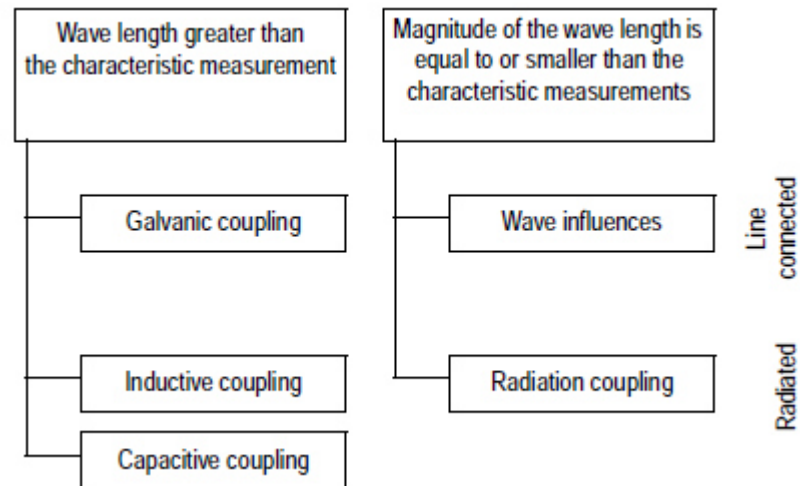 Wave length greater than
the characteristic measurement
Galvanic coupling
Inductive coupling
Capacitive coupling
Magnitude of the wave length is
equal to or smaller than the
characteristic measurements
Wave influences
Radiation coupling
Line
connected
Radiated